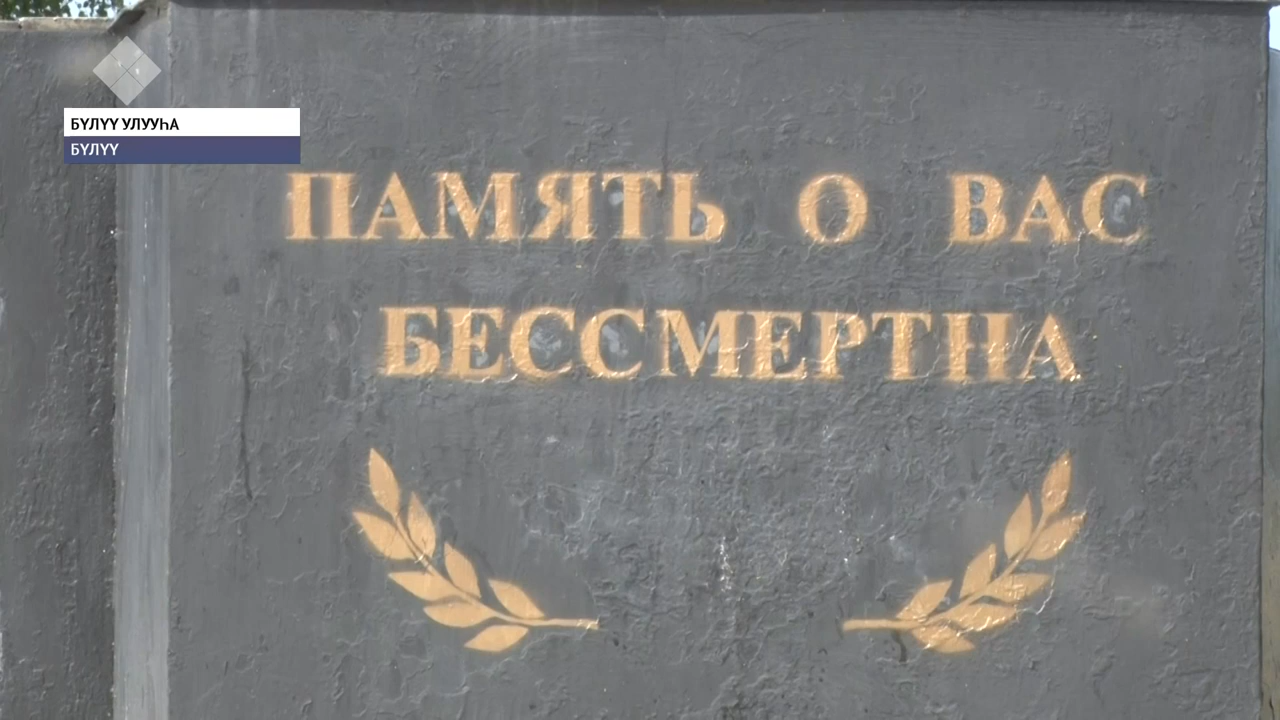 БҮЛҮҮ УЛУУҺА
БҮЛҮҮ
ПАМЯТЬ О ВАС
БЕССМЕРТНА